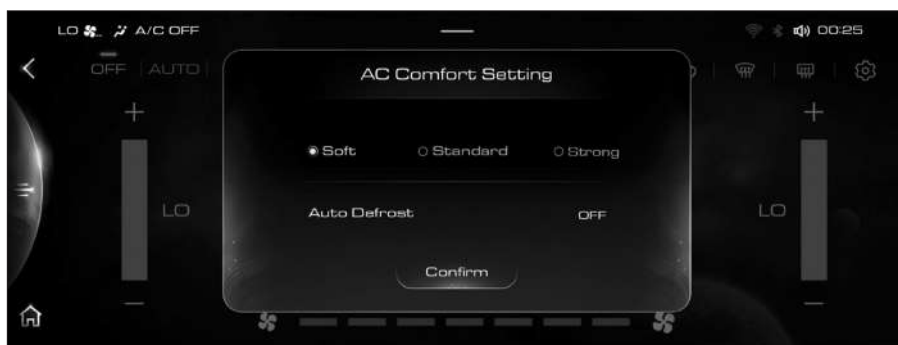 LO A/C OFF 00:25
OFF AUTO
AC Comfort Setting
Soft Standard Strong
LO LO
Auto Defrost OFF
Confirm